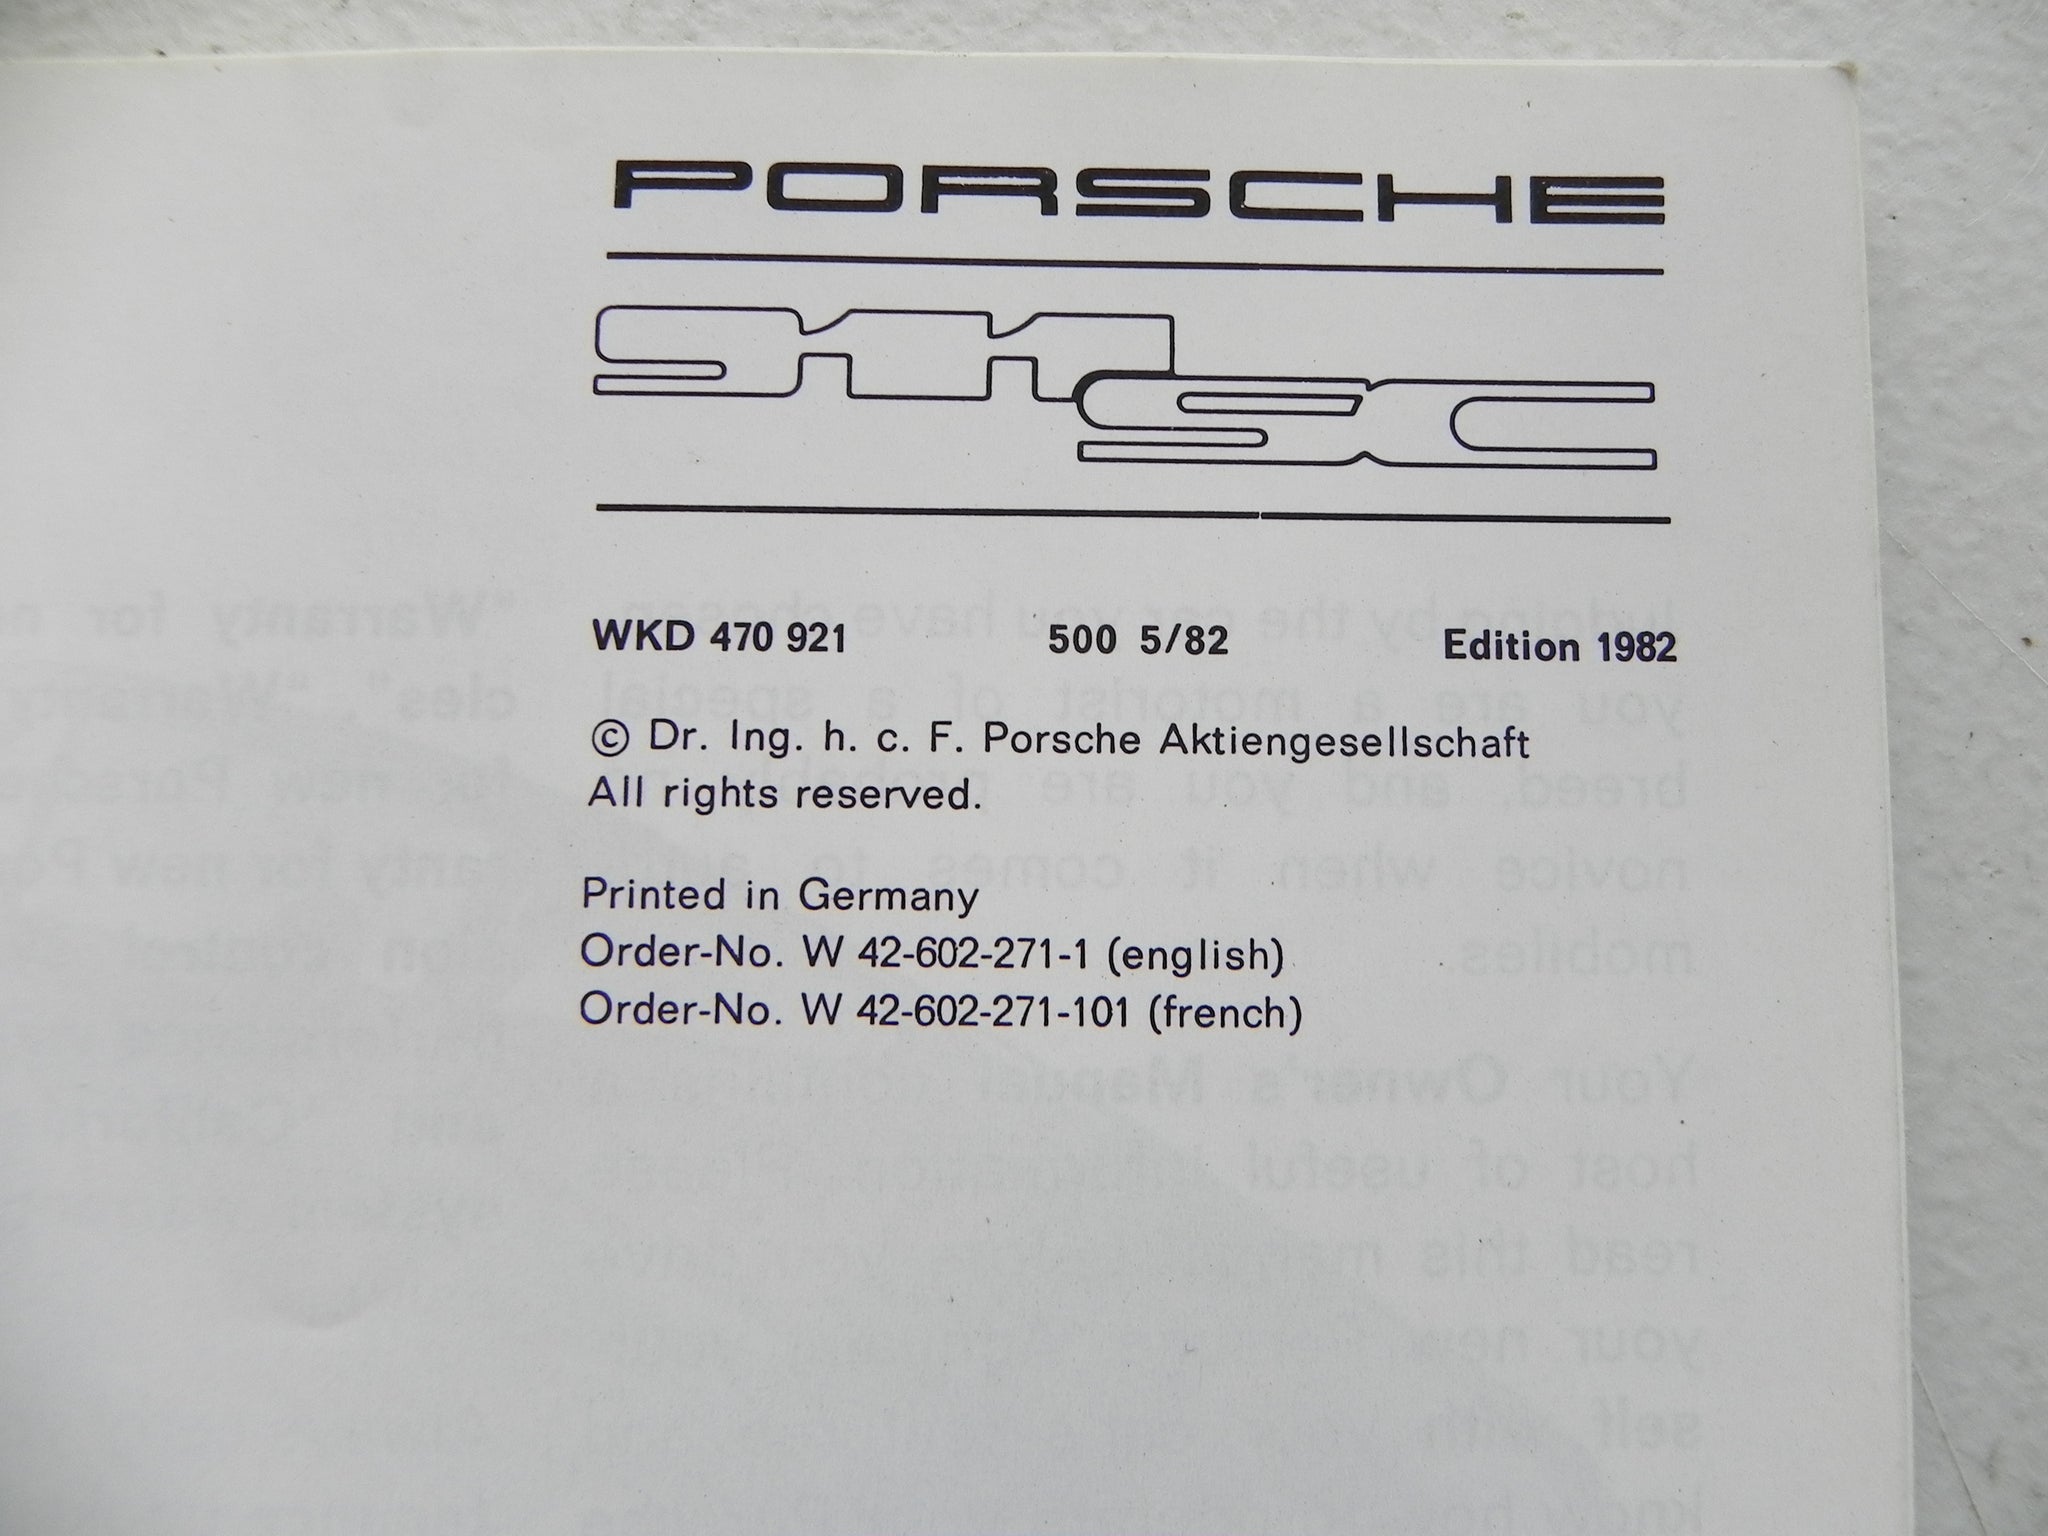 PORSCHE
911 SC
WKD 470 921 500 5/82 Edition 1982
© Dr. Ing. h. c. F. Porsche Aktiengesellschaft
All rights reserved.
Printed in Germany
Order-No. W 42-602-271-1 (english)
Order-No. W 42-602-271-101 (french)